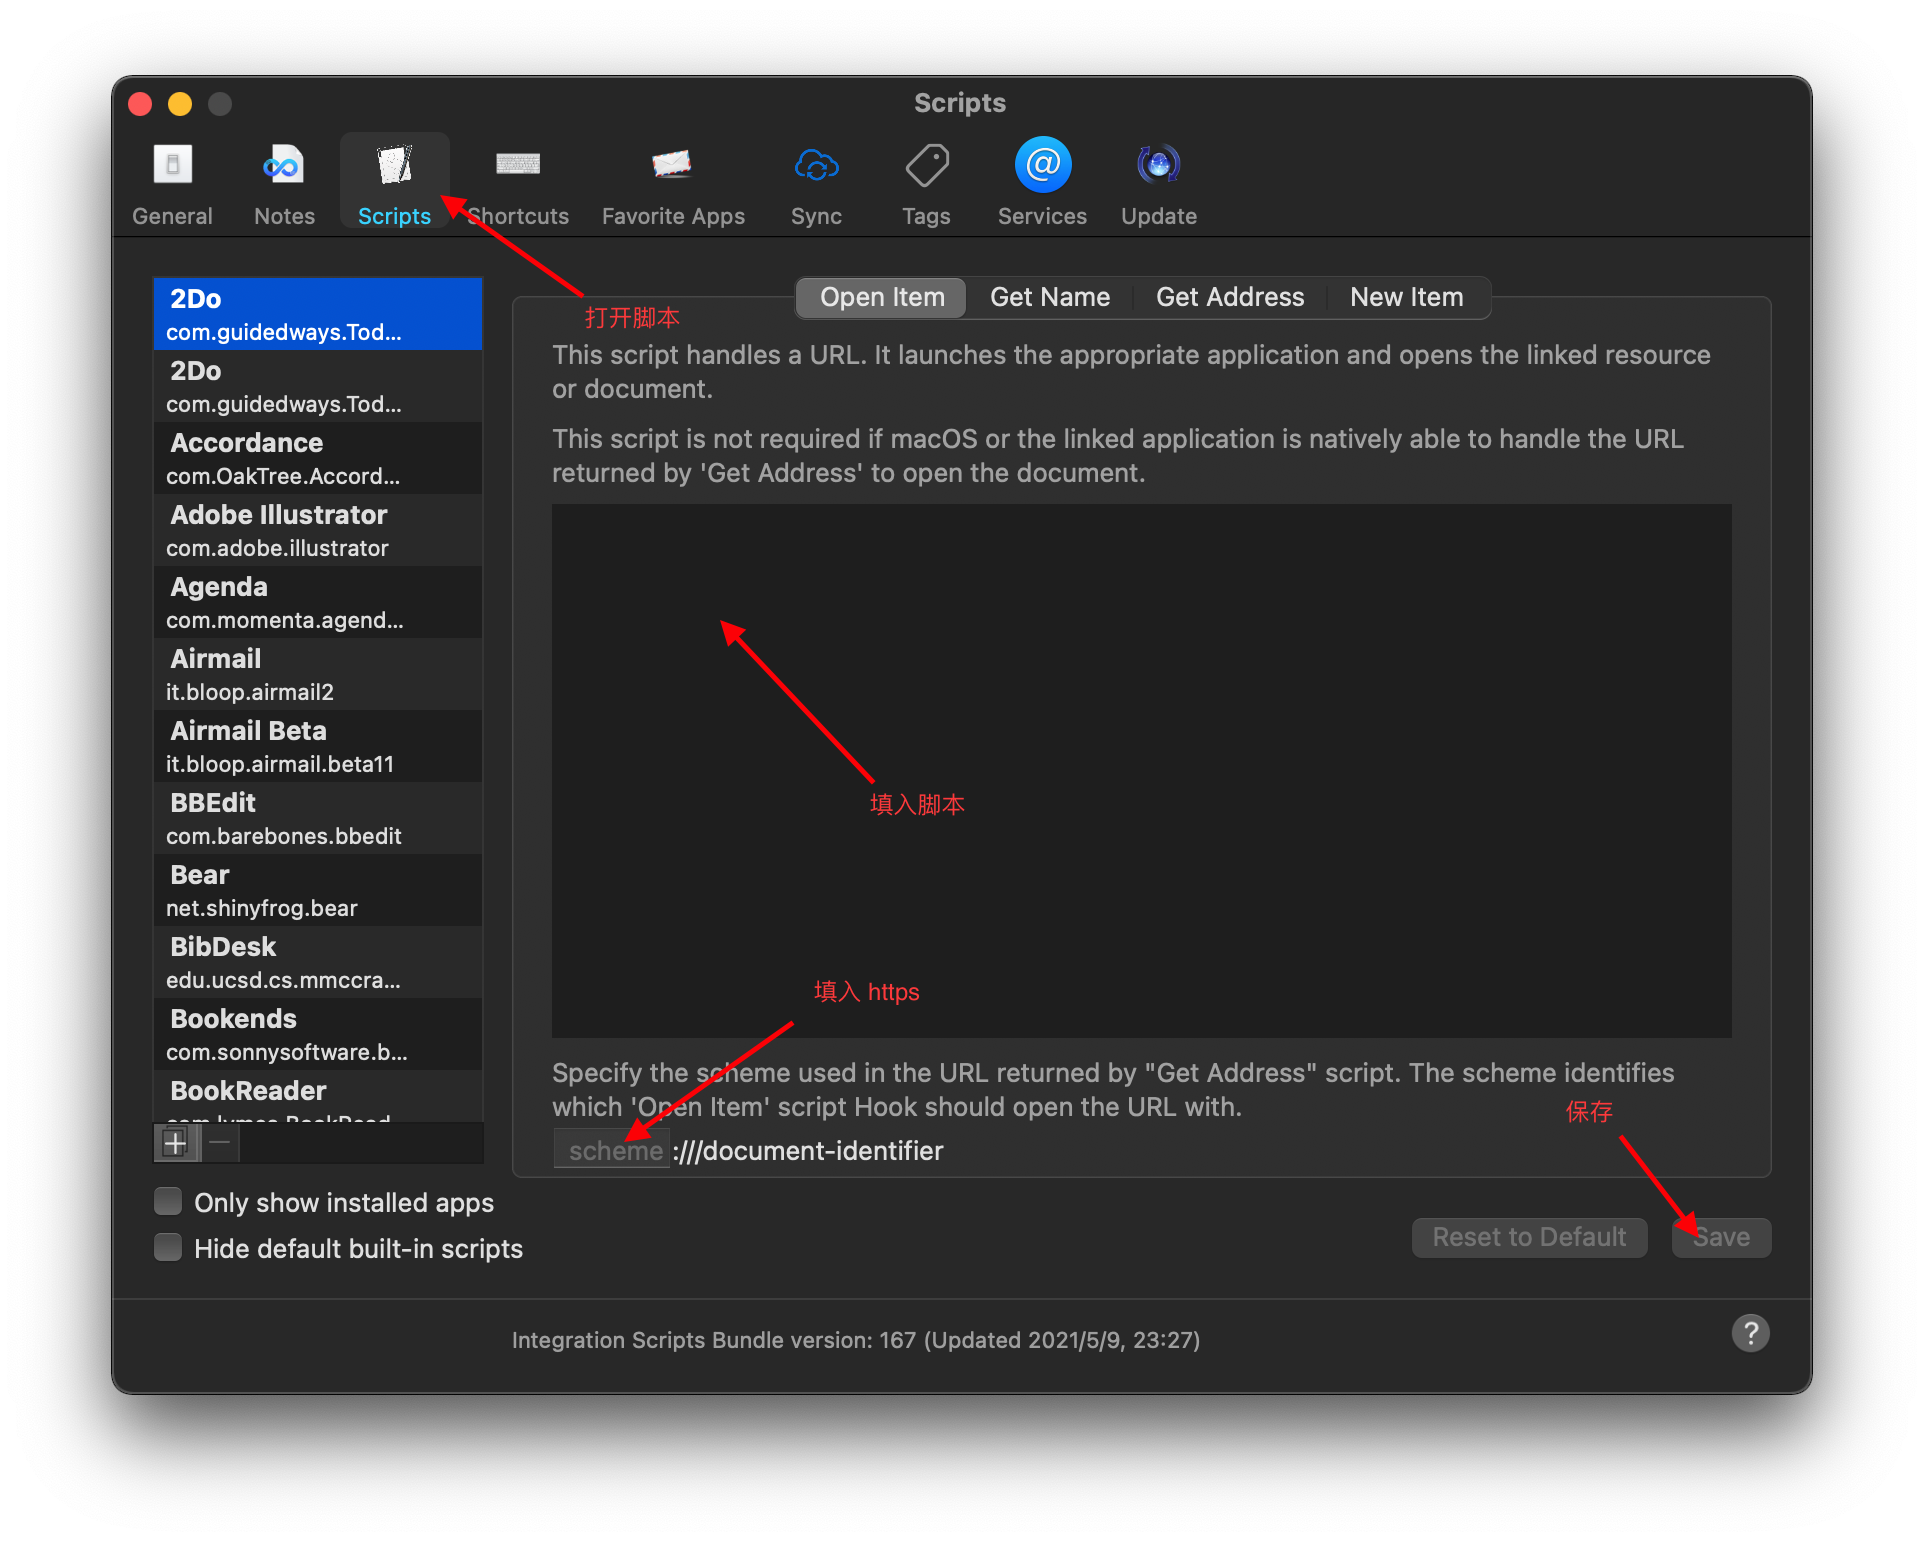 Scripts
General
Notes
Scripts
Shortcuts
Favorite Apps
Sync
Tags
Services
Update
打开脚本
2Do
com.guidedways.Tod...
2Do
com.guidedways.Tod...
Accordance
com.OakTree.Accord...
Adobe Illustrator
com.adobe.illustrator
Agenda
com.momenta.agend...
Airmail
it.bloop.airmail2
Airmail Beta
it.bloop.airmail.beta11
BBEdit
com.barebones.bbedit
Bear
net.shinyfrog.bear
BibDesk
edu.ucsd.cs.mmccra...
Bookends
com.sonnysoftware.b...
BookReader
Only show installed apps
Hide default built-in scripts
Open Item
Get Name
Get Address
New Item
This script handles a URL. It launches the appropriate application and opens the linked resource
or document.
This script is not required if macOS or the linked application is natively able to handle the URL
returned by 'Get Address' to open the document.
填入脚本
填入 https
Specify the scheme used in the URL returned by "Get Address" script. The scheme identifies
which 'Open Item' script Hook should open the URL with.
scheme :///document-identifier
保存
Reset to Default
Save
Integration Scripts Bundle version: 167 (Updated 2021/5/9, 23:27)
?